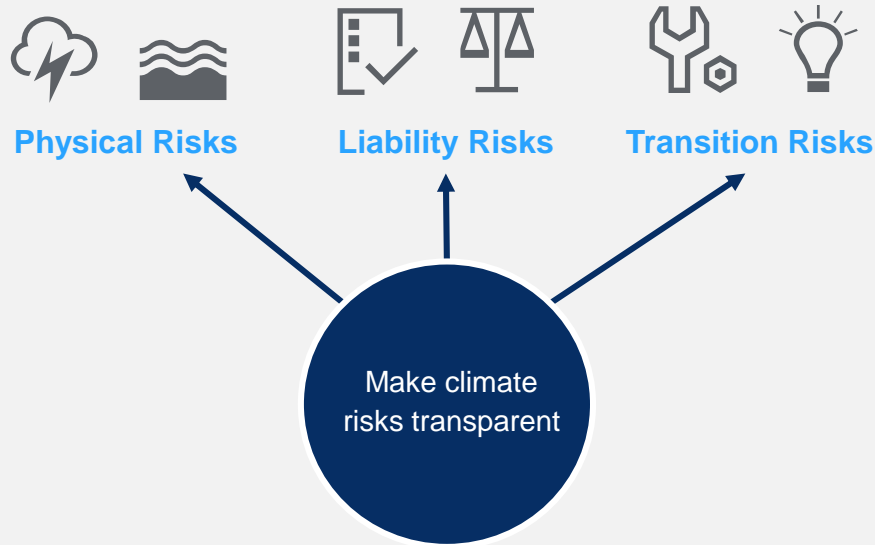 Physical Risks
Liability Risks
Transition Risks
Make climate
risks transparent